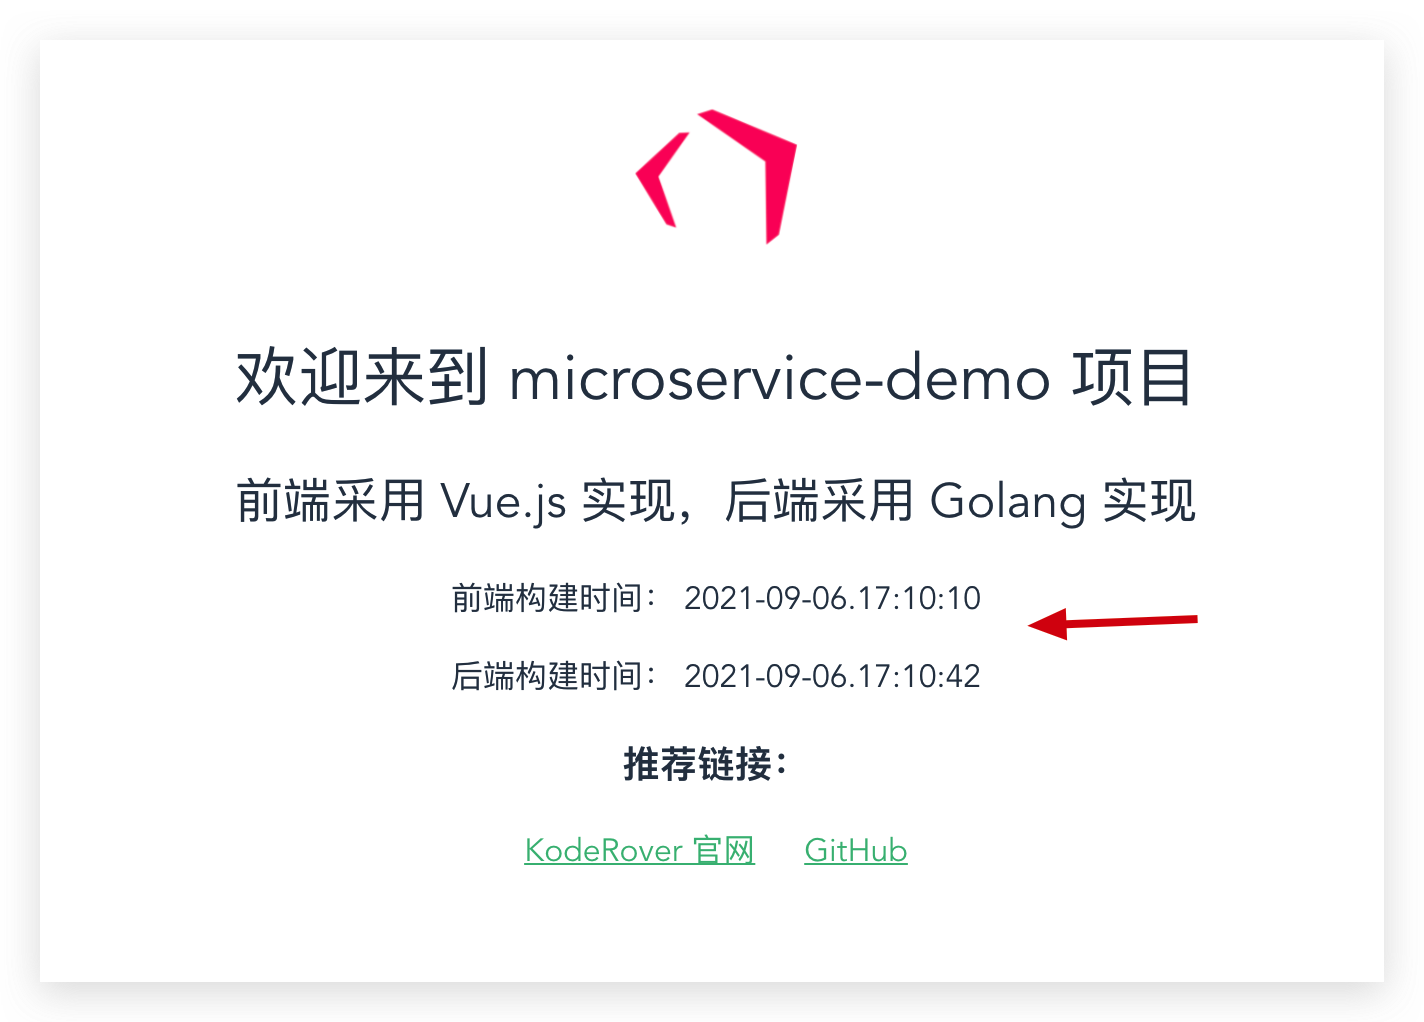 欢迎来到 microservice-demo 项目
前端采用 Vue.js 实现，后端采用 Golang 实现
前端构建时间： 2021-09-06.17:10:10
后端构建时间： 2021-09-06.17:10:42
推荐链接：
KodeRover 官网 GitHub